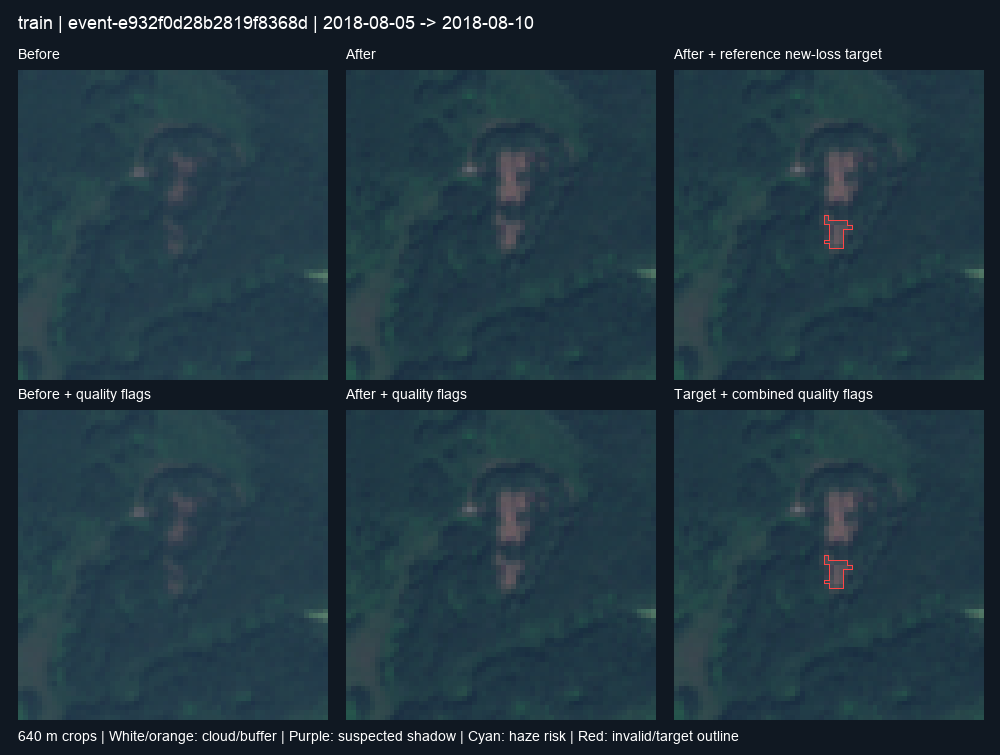 train | event-e932f0d28b2819f8368d | 2018-08-05 -> 2018-08-10
Before
After
After + reference new-loss target
Before + quality flags
After + quality flags
Target + combined quality flags
640 m crops | White/orange: cloud/buffer | Purple: suspected shadow | Cyan: haze risk | Red: invalid/target outline